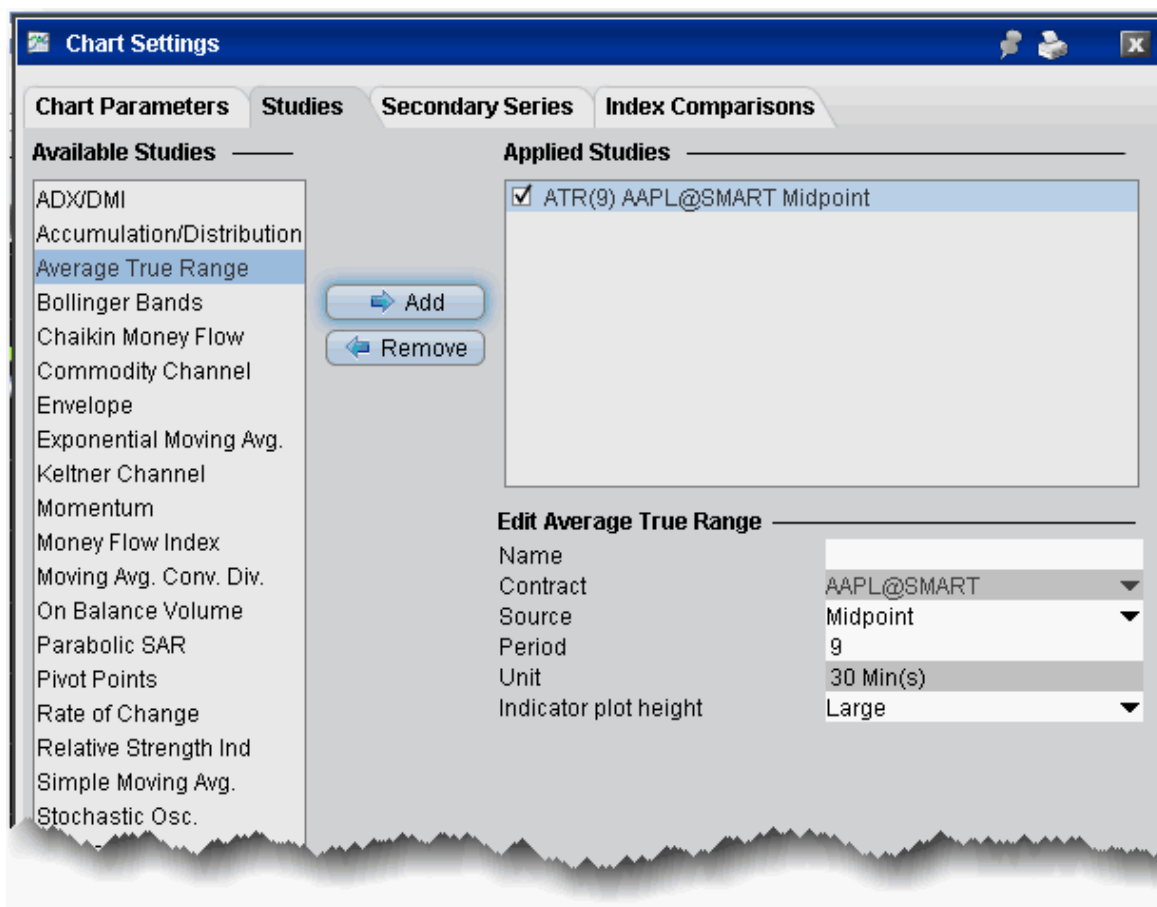 Chart Settings
Chart Parameters Studies Secondary Series Index Comparisons
Available Studies
ADX/DMI
Accumulation/Distribution
Average True Range
Bollinger Bands
Chaikin Money Flow
Commodity Channel
Envelope
Exponential Moving Avg.
Keltner Channel
Momentum
Money Flow Index
Moving Avg. Conv. Div.
On Balance Volume
Parabolic SAR
Pivot Points
Rate of Change
Relative Strength Ind
Simple Moving Avg.
Stochastic Osc.
Add
Remove
Applied Studies
ATR(9) AAPL@SMART Midpoint
Edit Average True Range
Name
Contract AAPL@SMART
Source Midpoint
Period 9
Unit 30 Min(s)
Indicator plot height Large